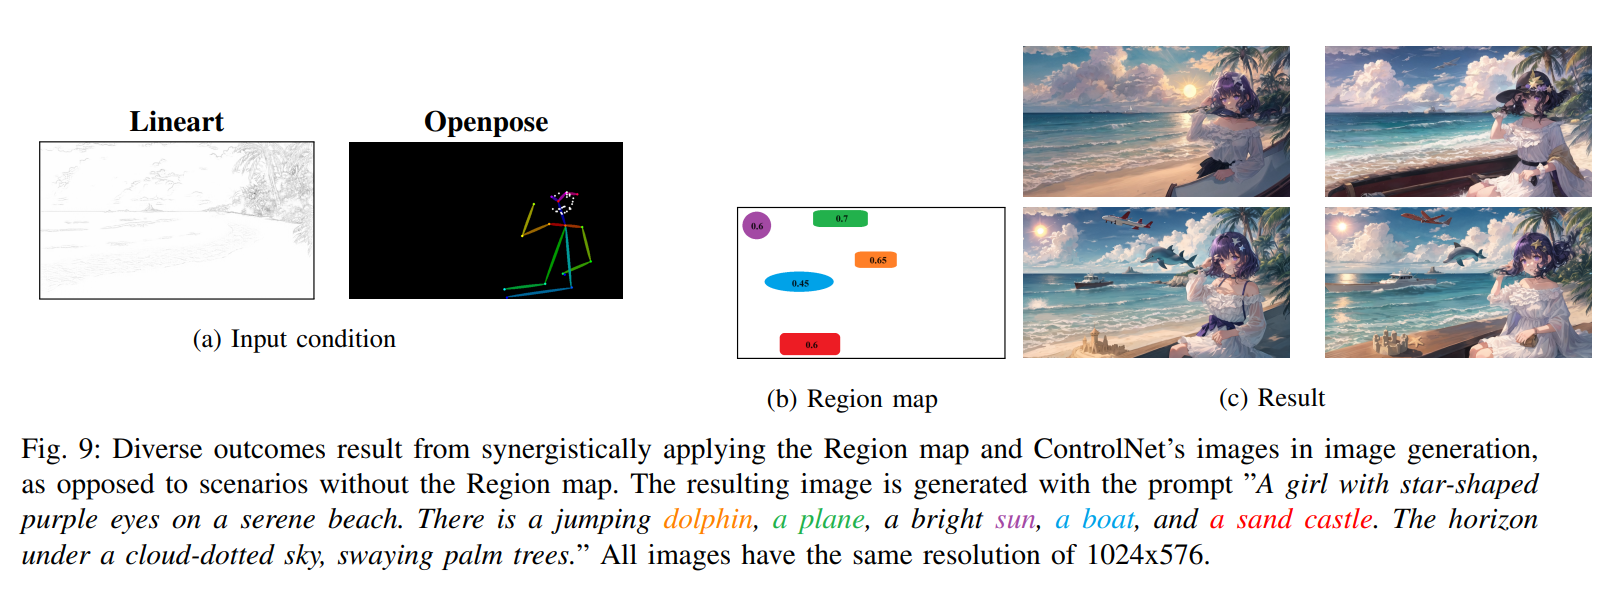 Lineart
Openpose
(a) Input condition
0.6
0.7
0.65
0.45
0.6
(b) Region map
(c) Result
Fig. 9: Diverse outcomes result from synergistically applying the Region map and ControlNet's images in image generation,
as opposed to scenarios without the Region map. The resulting image is generated with the prompt ”A girl with star-shaped
purple eyes on a serene beach. There is a jumping dolphin, a plane, a bright sun, a boat, and a sand castle. The horizon
under a cloud-dotted sky, swaying palm trees.” All images have the same resolution of 1024x576.